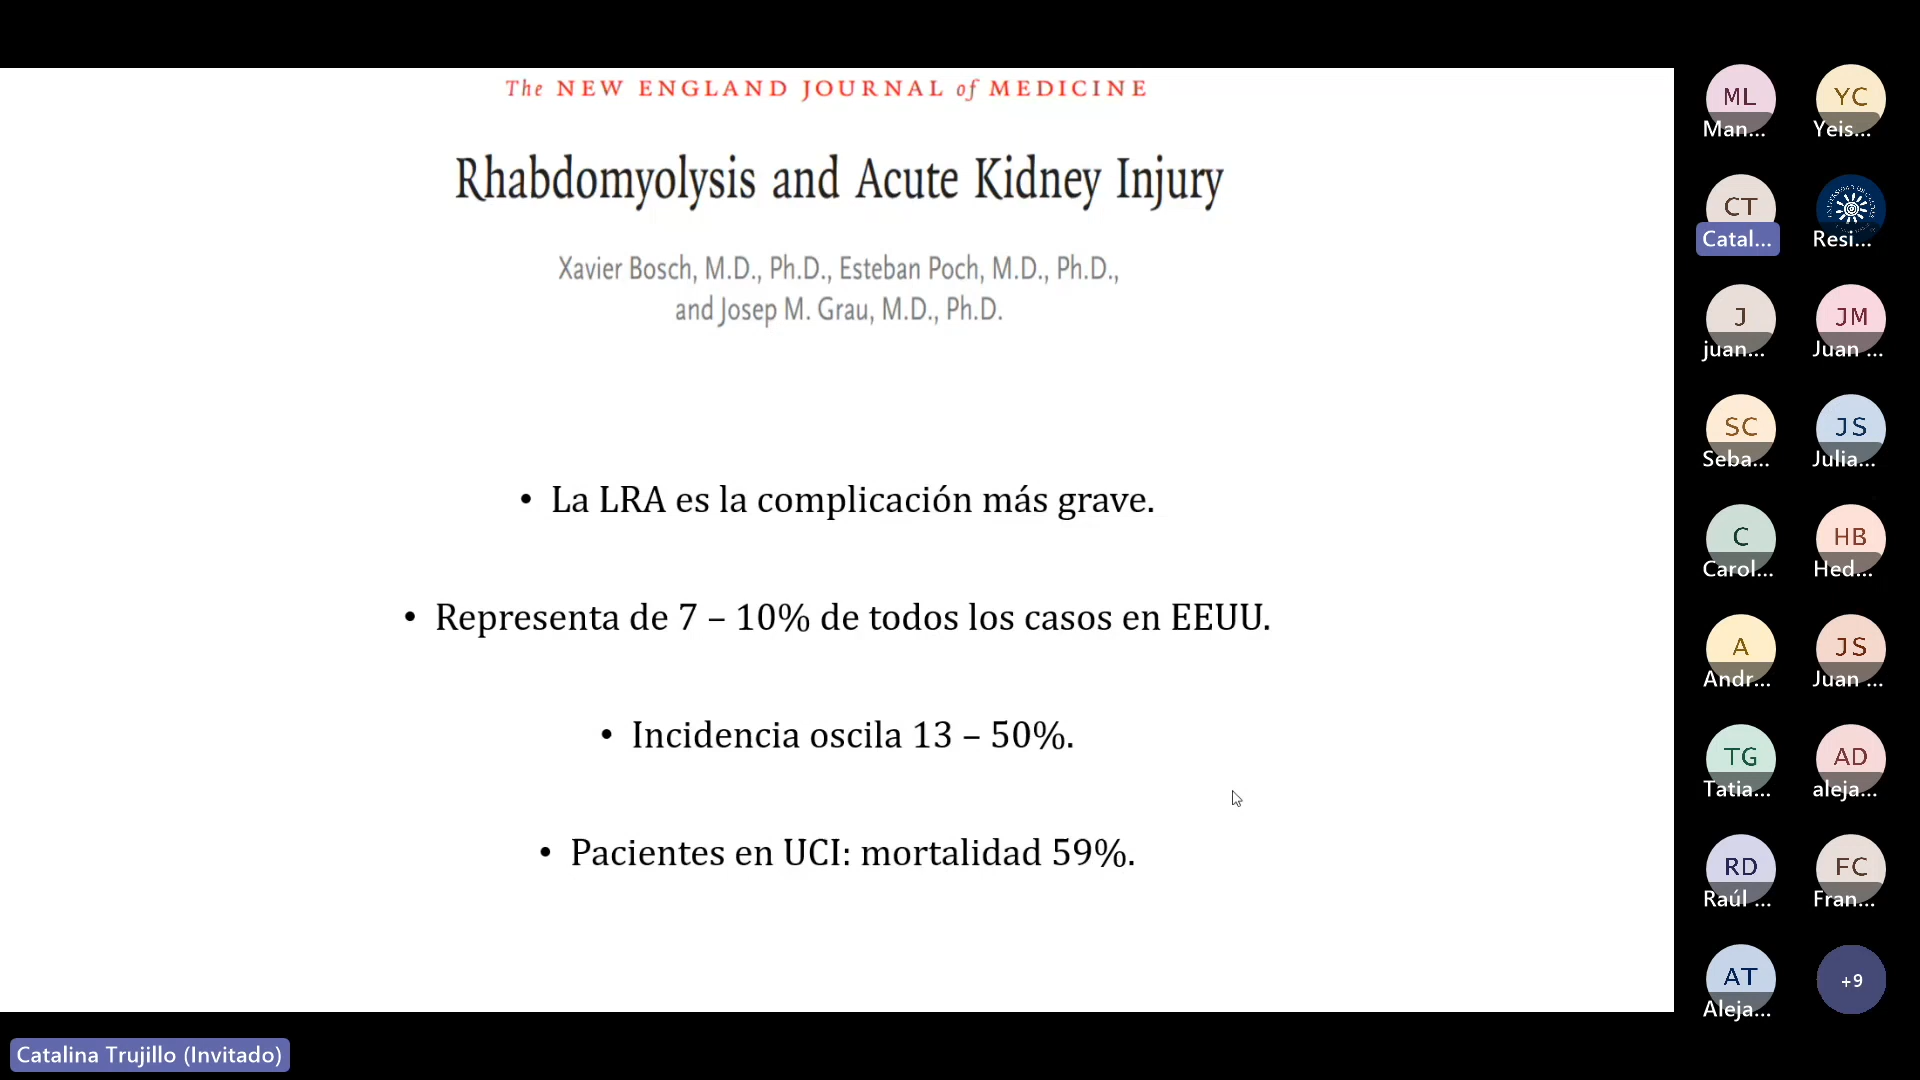 The NEW ENGLAND JOURNAL of MEDICINE
Rhabdomyolysis and Acute Kidney Injury
Xavier Bosch, M.D., Ph.D., Esteban Poch, M.D., Ph.D.,
and Josep M. Grau, M.D., Ph.D.
• La LRA es la complicación más grave.
• Representa de 7 – 10% de todos los casos en EEUU.
• Incidencia oscila 13 – 50%.
• Pacientes en UCI: mortalidad 59%.
ML YC
Man... Yeis...
CT
Catal... Resi...
J JM
juan... Juan ...
SC JS
Seba... Julia...
C HB
Carol... Hed...
A JS
Andr... Juan ...
TG AD
Tatia... aleja...
RD FC
Raúl ... Fran...
AT +9
Aleja...
Catalina Trujillo (Invitado)